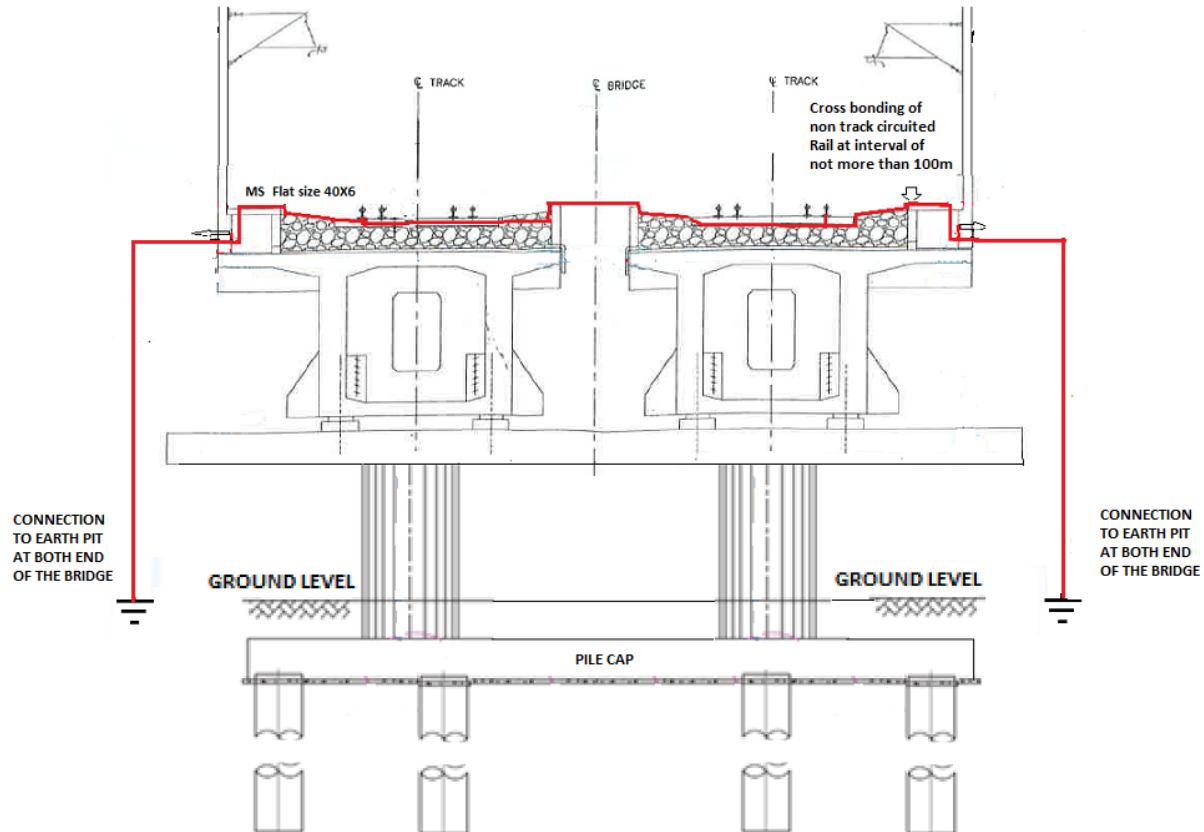 ℄ TRACK
℄ BRIDGE
℄ TRACK
Cross bonding of
non track circuited
Rail at interval of
not more than 100m
MS Flat size 40X6
CONNECTION
TO EARTH PIT
AT BOTH END
OF THE BRIDGE
CONNECTION
TO EARTH PIT
AT BOTH END
OF THE BRIDGE
GROUND LEVEL
GROUND LEVEL
PILE CAP